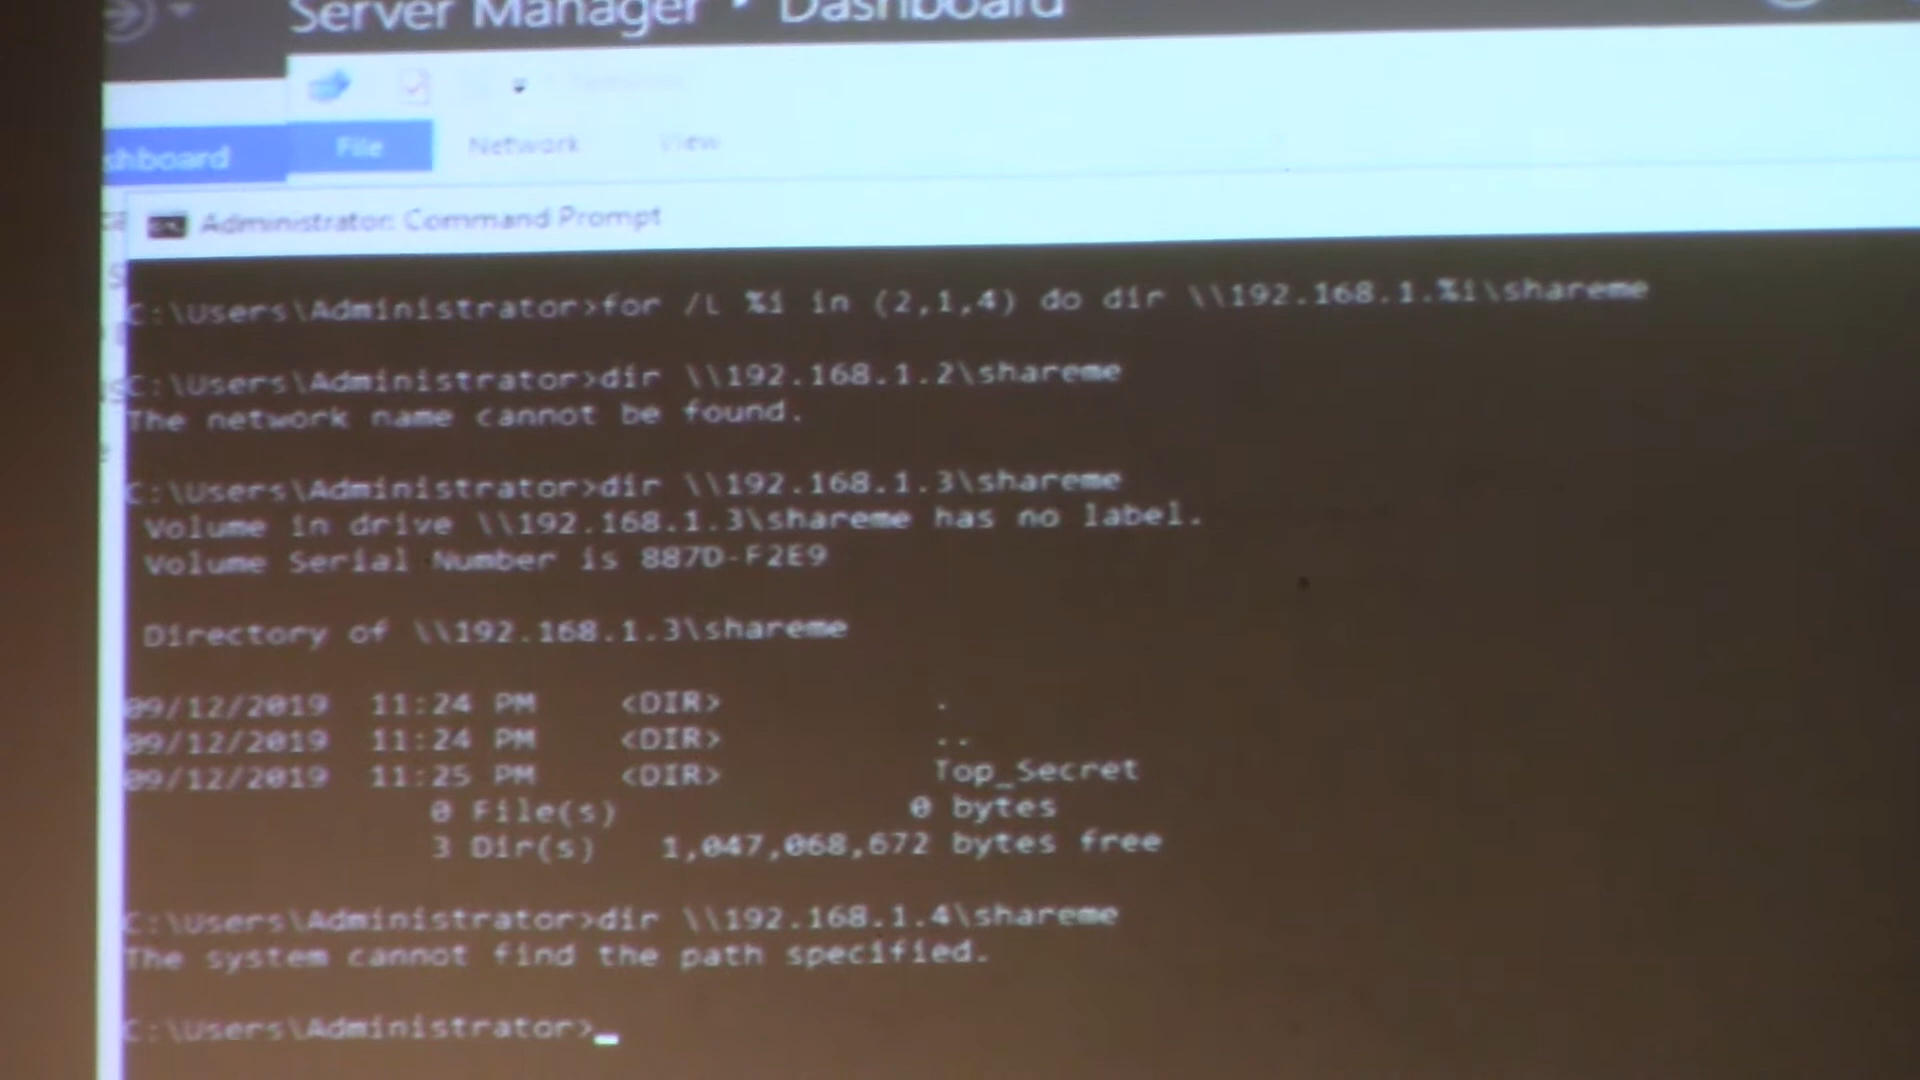 Server Manager · Dashboard
shboard
File Network View
Administrator: Command Prompt
C:\Users\Administrator>for /L %i in (2,1,4) do dir \\192.168.1.%i\shareme
C:\Users\Administrator>dir \\192.168.1.2\shareme
The network name cannot be found.
C:\Users\Administrator>dir \\192.168.1.3\shareme
Volume in drive \\192.168.1.3\shareme has no label.
Volume Serial Number is 887D-F2E9
Directory of \\192.168.1.3\shareme
09/12/2019 11:24 PM <DIR> .
09/12/2019 11:24 PM <DIR> ..
09/12/2019 11:25 PM <DIR> Top_Secret
0 File(s) 0 bytes
3 Dir(s) 1,047,068,672 bytes free
C:\Users\Administrator>dir \\192.168.1.4\shareme
The system cannot find the path specified.
C:\Users\Administrator>_